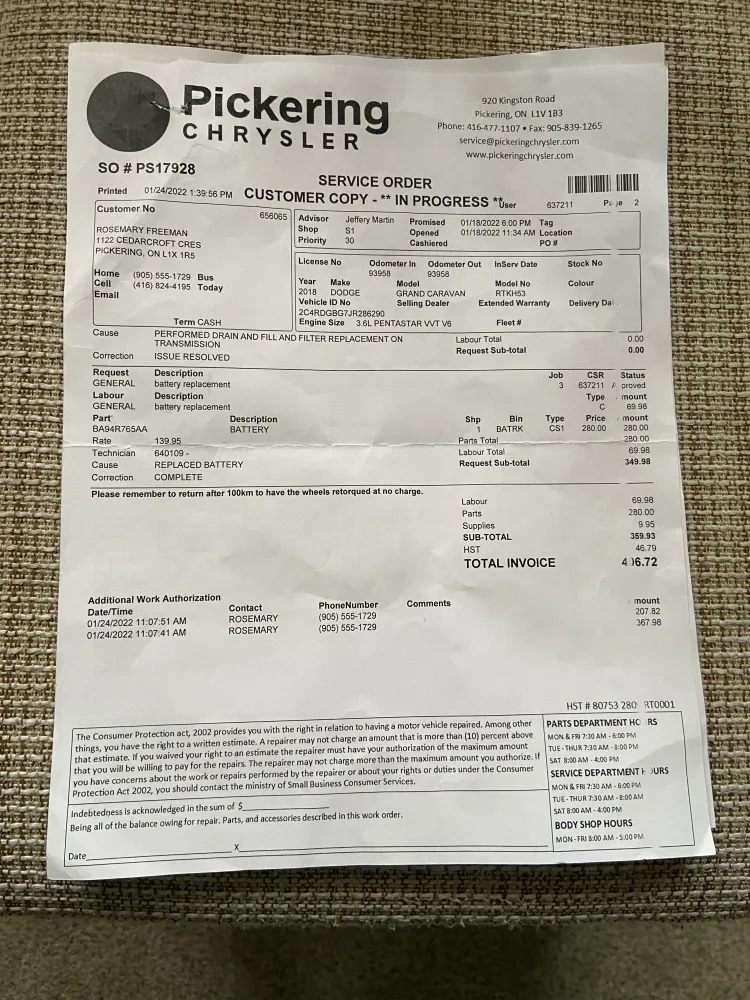 Pickering
CHRYSLER
920 Kingston Road
Pickering, ON L1V 1B3
Phone: 416-477-1107 • Fax: 905-839-1265
service@pickeringchrysler.com
www.pickeringchrysler.com
SO # PS17928
SERVICE ORDER
Printed 01/24/2022 1:39:56 PM CUSTOMER COPY - ** IN PROGRESS ** User 637211 2
Customer No
656065
ROSEMARY FREEMAN
1122 CEDARCROFT CRES
PICKERING, ON L1X 1R5
Home (905) 555-1729 Bus
Cell (416) 824-4195 Today
Email
Term CASH
Advisor Jeffery Martin Promised 01/18/2022 6:00 PM Tag
Shop S1 Opened 01/18/2022 11:34 AM Location
Priority 30 Cashiered PO #
License No Odometer In Odometer Out InServ Date Stock No
93958 93958
Year Make Model Model No Colour
2018 DODGE GRAND CARAVAN RTKH53
Vehicle ID No Selling Dealer Extended Warranty Delivery
2C4RDGBG7JR286290
Engine Size 3.6L PENTASTAR VVT V6 Fleet #
Cause PERFORMED DRAIN AND FILL AND FILTER REPLACEMENT ON Labour Total 0.00
TRANSMISSION Request Sub-total 0.00
Correction ISSUE RESOLVED
Request Description Job CSR Status
GENERAL battery replacement 3 637211 A proved
Labour Description Type mount
GENERAL battery replacement C 69.98
Part Description Shp Bin Type Price mount
BA94R765AA BATTERY 1 BATRK CS1 280.00 280.00
Rate 139.95 Parts Total 280.00
Technician 640109 - Labour Total 69.98
Cause REPLACED BATTERY Request Sub-total 349.98
Correction COMPLETE
Please remember to return after 100km to have the wheels retorqued at no charge.
Labour 69.98
Parts 280.00
Supplies 9.95
SUB-TOTAL 359.93
HST 46.79
TOTAL INVOICE 4 06.72
Additional Work Authorization
Date/Time Contact PhoneNumber Comments mount
01/24/2022 11:07:51 AM ROSEMARY (905) 555-1729 207.82
01/24/2022 11:07:41 AM ROSEMARY (905) 555-1729 367.98
HST # 80753 280 RT0001
The Consumer Protection act, 2002 provides you with the right in relation to having a motor vehicle repaired. Among other
things, you have the right to a written estimate. A repairer may not charge an amount that is more than (10) percent above
that estimate. If you waived your right to an estimate the repairer must have your authorization of the maximum amount
that you will be willing to pay for the repairs. The repairer may not charge more than the maximum amount you authorize. If
you have concerns about the work or repairs performed by the repairer or about your rights or duties under the Consumer
Protection Act 2002, you should contact the ministry of Small Business Consumer Services.
Indebtedness is acknowledged in the sum of $
Being all of the balance owing for repair. Parts, and accessories described in this work order.
Date X
PARTS DEPARTMENT HO RS
MON & FRI 7:30 AM - 6:00 PM
TUE - THUR 7:30 AM - 8:00 PM
SAT 8:00 AM - 4:00 PM
SERVICE DEPARTMENT OURS
MON & FRI 7:30 AM - 6:00 PM
TUE - THUR 7:30 AM - 8:00 AM
SAT 8:00 AM - 4:00 PM
BODY SHOP HOURS
MON - FRI 8:00 AM - 5:00 PM